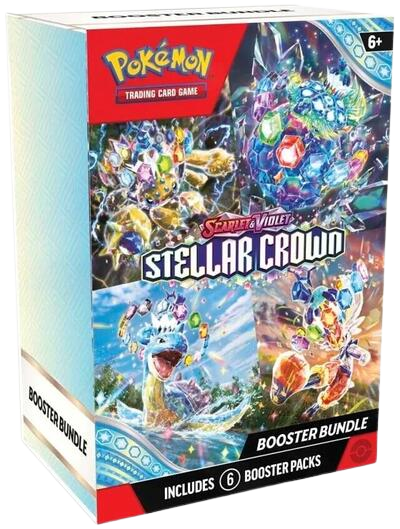 Pokémon
TRADING CARD GAME
6+
SCARLET & VIOLET
STELLAR CROWN
BOOSTER BUNDLE
BOOSTER BUNDLE
INCLUDES 6 BOOSTER PACKS